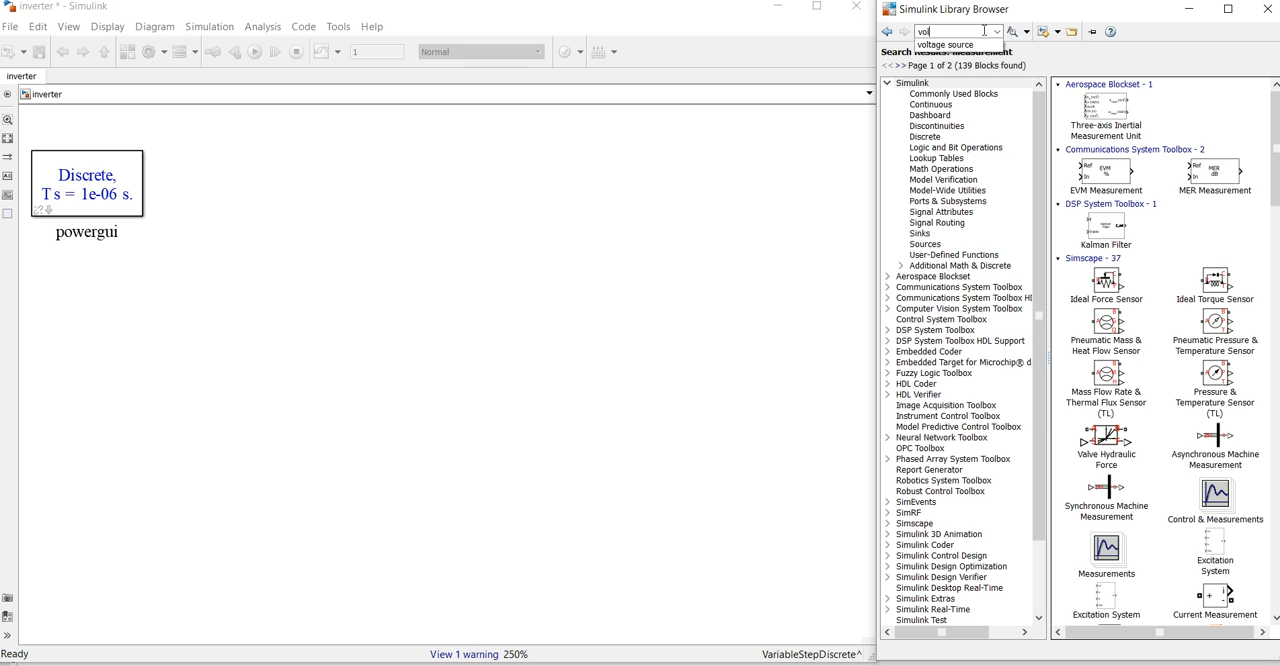 inverter * - Simulink
File Edit View Display Diagram Simulation Analysis Code Tools Help
1
Normal
inverter
inverter
Discrete,
Ts = 1e-06 s.
powergui
Ready
View 1 warning 250%
VariableStepDiscrete^
Simulink Library Browser
vol
voltage source
Page 1 of 2 (139 Blocks found)
Simulink
Commonly Used Blocks
Continuous
Dashboard
Discontinuities
Discrete
Logic and Bit Operations
Lookup Tables
Math Operations
Model Verification
Model-Wide Utilities
Ports & Subsystems
Signal Attributes
Signal Routing
Sinks
Sources
User-Defined Functions
Additional Math & Discrete
Aerospace Blockset
Communications System Toolbox
Communications System Toolbox H
Computer Vision System Toolbox
Control System Toolbox
DSP System Toolbox
DSP System Toolbox HDL Support
Embedded Coder
Embedded Target for Microchip® d
Fuzzy Logic Toolbox
HDL Coder
HDL Verifier
Image Acquisition Toolbox
Instrument Control Toolbox
Model Predictive Control Toolbox
Neural Network Toolbox
OPC Toolbox
Phased Array System Toolbox
Report Generator
Robotics System Toolbox
Robust Control Toolbox
SimEvents
SimRF
Simscape
Simulink 3D Animation
Simulink Coder
Simulink Control Design
Simulink Design Optimization
Simulink Design Verifier
Simulink Desktop Real-Time
Simulink Extras
Simulink Real-Time
Simulink Test
Aerospace Blockset - 1
Three-axis Inertial
Measurement Unit
Communications System Toolbox - 2
Ref EVM
In %
EVM Measurement
Ref MER
In dB
MER Measurement
DSP System Toolbox - 1
Kalman Filter
Simscape - 37
Ideal Force Sensor
Ideal Torque Sensor
Pneumatic Mass &
Heat Flow Sensor
Pneumatic Pressure &
Temperature Sensor
Mass Flow Rate &
Thermal Flux Sensor
(TL)
Pressure &
Temperature Sensor
(TL)
Valve Hydraulic
Force
Asynchronous Machine
Measurement
Synchronous Machine
Measurement
Control & Measurements
Measurements
Excitation
System
Excitation System
Current Measurement